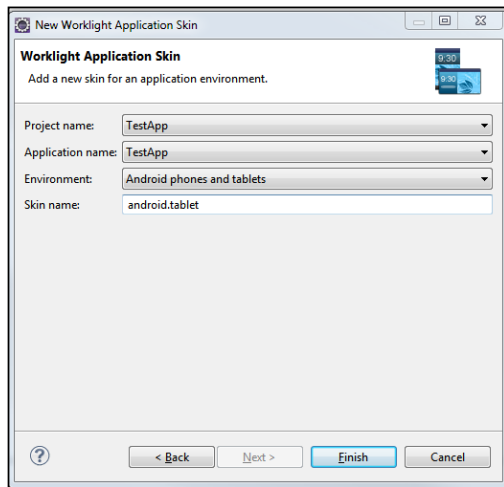 New Worklight Application Skin
Worklight Application Skin
Add a new skin for an application environment.
9:30
9:30
Project name: TestApp
Application name: TestApp
Environment: Android phones and tablets
Skin name: android.tablet
? < Back Next > Finish Cancel